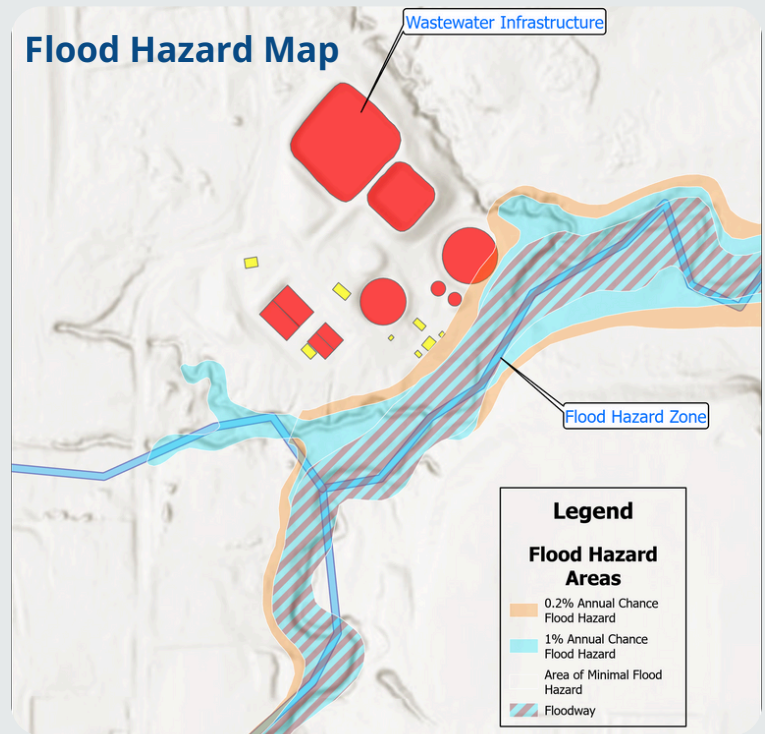 Wastewater Infrastructure
Flood Hazard Map
Flood Hazard Zone
Legend
Flood Hazard
Areas
0.2% Annual Chance
Flood Hazard
1% Annual Chance
Flood Hazard
Area of Minimal Flood
Hazard
Floodway